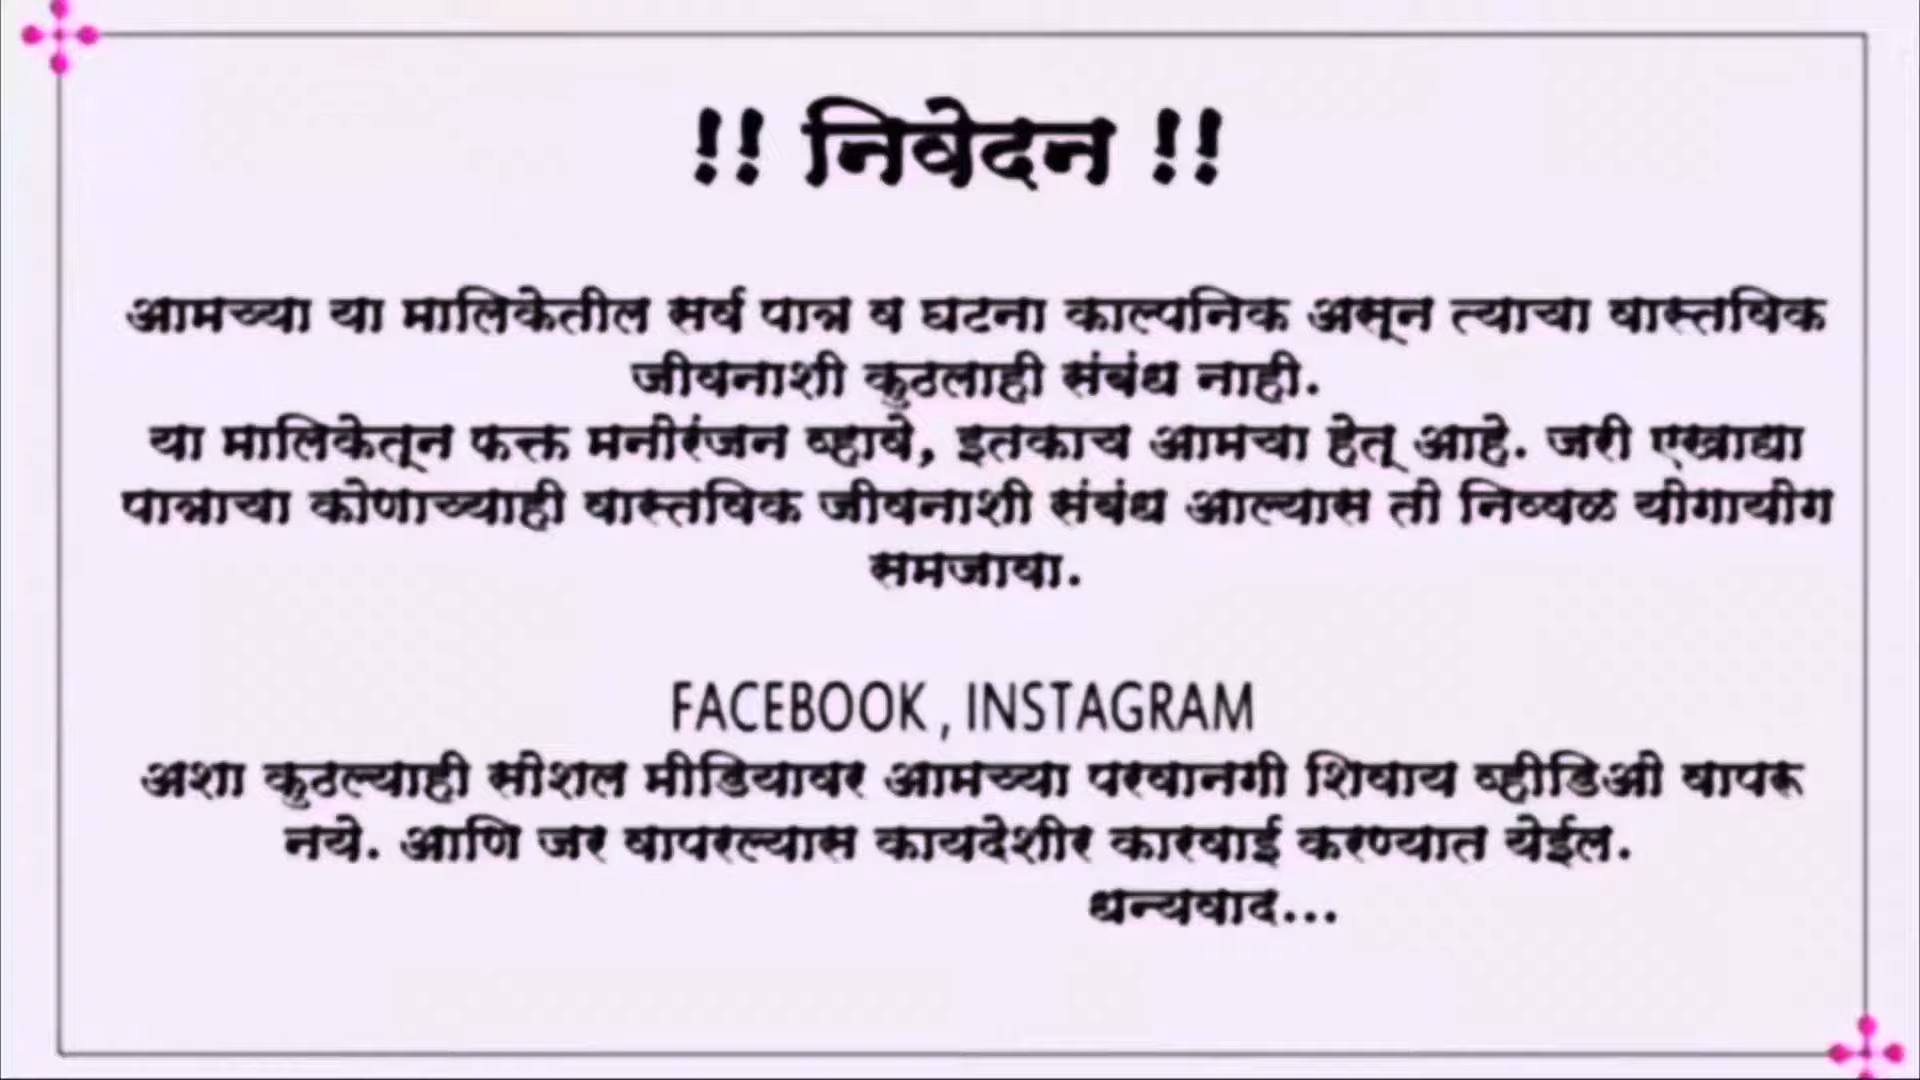 !! निवेदन !!
आमच्या या मालिकेतील सर्व पात्र व घटना काल्पनिक असून त्याचा वास्तविक
जीवनाशी कुठलाही संबंध नाही.
या मालिकेतून फक्त मनोरंजन व्हावे, इतकाच आमचा हेतू आहे. जरी एखाद्या
पात्राचा कोणाच्याही वास्तविक जीवनाशी संबंध आल्यास तो निव्वळ योगायोग
समजावा.
FACEBOOK , INSTAGRAM
अशा कुठल्याही सोशल मीडियावर आमच्या परवानगी शिवाय व्हीडिओ वापरू
नये. आणि जर वापरल्यास कायदेशीर कारवाई करण्यात येईल.
धन्यवाद...